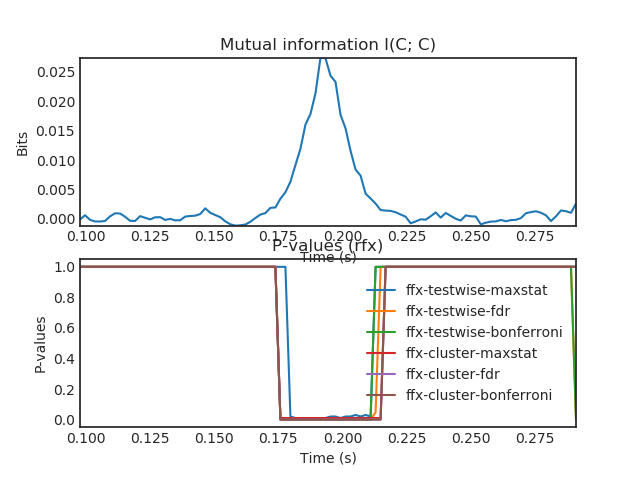 Mutual information I(C; C)
0.025
0.020
0.015
0.010
0.005
0.000
Bits
0.100 0.125 0.150 0.175 0.200 0.225 0.250 0.275
Time (s)
P-values (rfx)
1.0
0.8
0.6
0.4
0.2
0.0
P-values
ffx-testwise-maxstat
ffx-testwise-fdr
ffx-testwise-bonferroni
ffx-cluster-maxstat
ffx-cluster-fdr
ffx-cluster-bonferroni
0.100 0.125 0.150 0.175 0.200 0.225 0.250 0.275
Time (s)